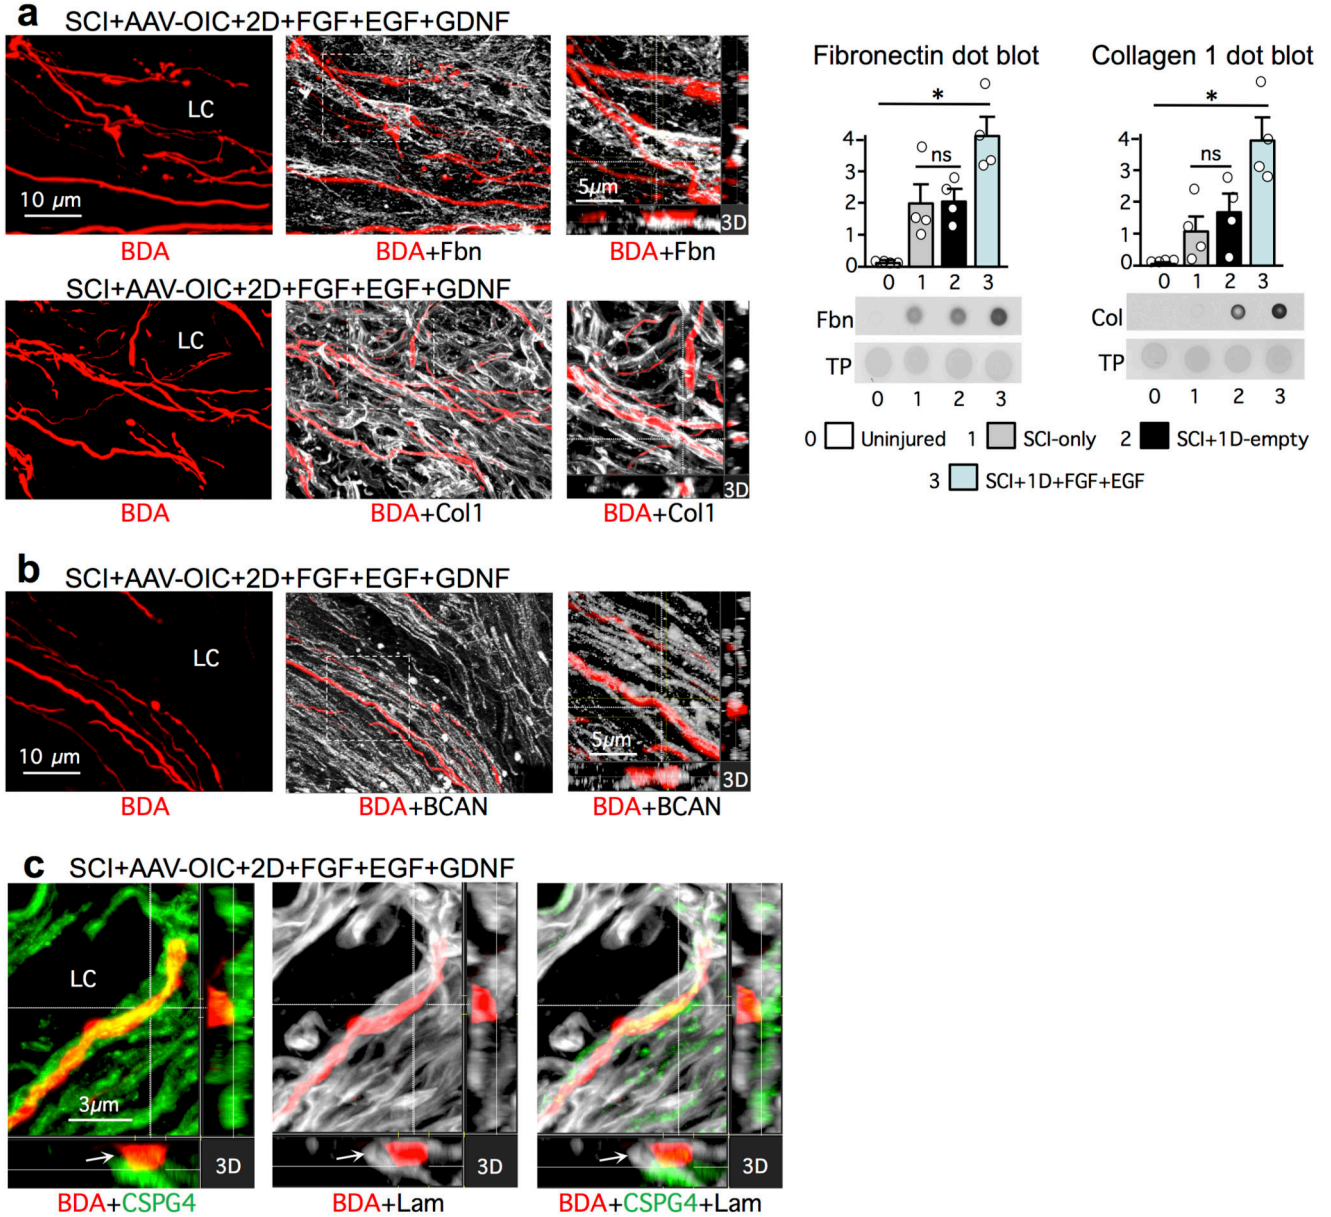 a
SCI+AAV-OIC+2D+FGF+EGF+GDNF
LC
10 μm
5μm
3D
BDA
BDA+Fbn
BDA+Fbn
SCI+AAV-OIC+2D+FGF+EGF+GDNF
LC
3D
BDA
BDA+Col1
BDA+Col1
Fibronectin dot blot
*
ns
4
3
2
1
0
0 1 2 3
Fbn
TP
0 1 2 3
Collagen 1 dot blot
*
ns
4
3
2
1
0
0 1 2 3
Col
TP
0 1 2 3
0 Uninjured 1 SCI-only 2 SCI+1D-empty
3 SCI+1D+FGF+EGF
b
SCI+AAV-OIC+2D+FGF+EGF+GDNF
LC
10 μm
5μm
3D
BDA
BDA+BCAN
BDA+BCAN
c
SCI+AAV-OIC+2D+FGF+EGF+GDNF
LC
3μm
3D
3D
3D
BDA+CSPG4
BDA+Lam
BDA+CSPG4+Lam